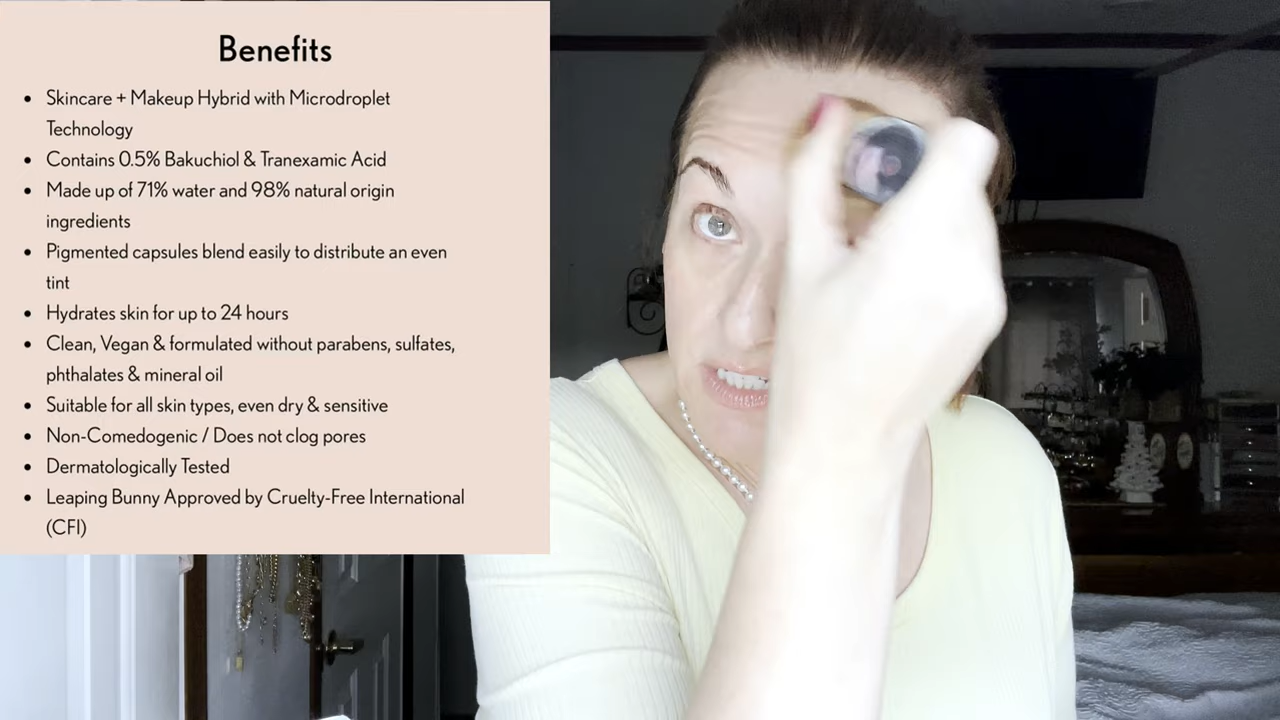 Benefits
• Skincare + Makeup Hybrid with Microdroplet
Technology
• Contains 0.5% Bakuchiol & Tranexamic Acid
• Made up of 71% water and 98% natural origin
ingredients
• Pigmented capsules blend easily to distribute an even
tint
• Hydrates skin for up to 24 hours
• Clean, Vegan & formulated without parabens, sulfates,
phthalates & mineral oil
• Suitable for all skin types, even dry & sensitive
• Non-Comedogenic / Does not clog pores
• Dermatologically Tested
• Leaping Bunny Approved by Cruelty-Free International
(CFI)